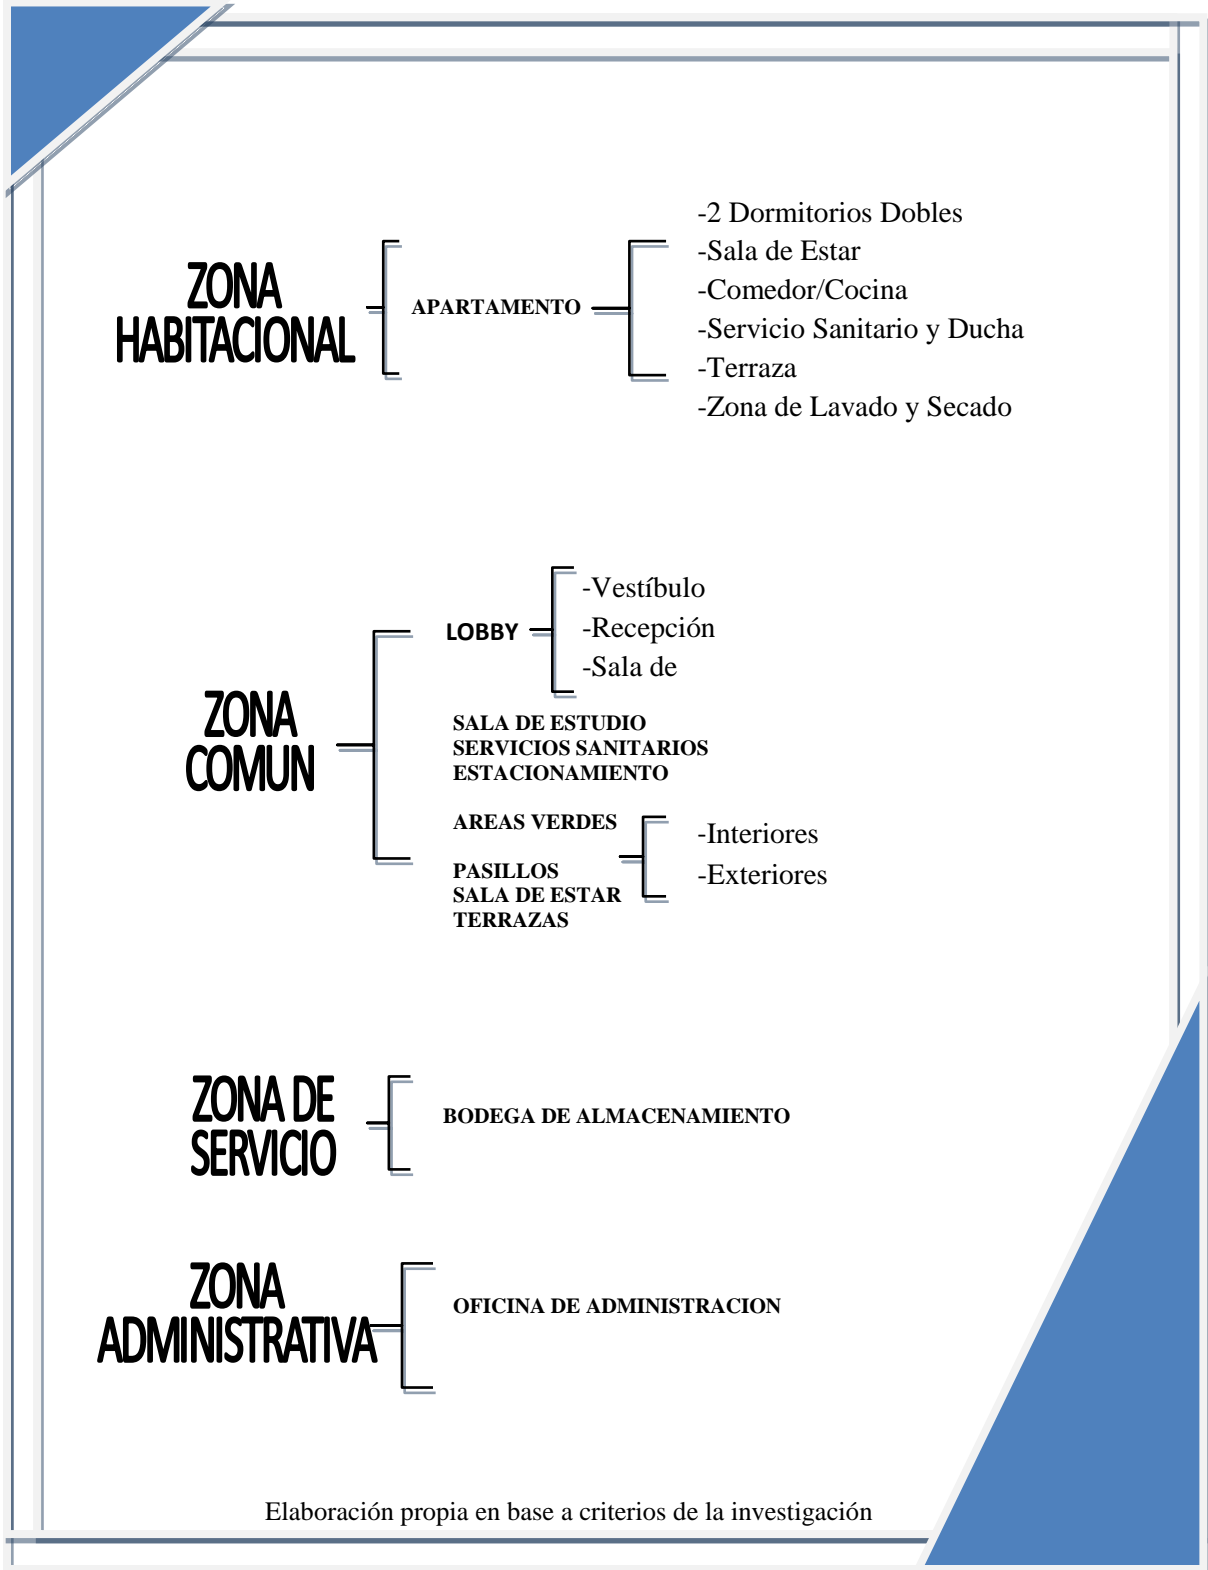 ZONA
HABITACIONAL
APARTAMENTO
-2 Dormitorios Dobles
-Sala de Estar
-Comedor/Cocina
-Servicio Sanitario y Ducha
-Terraza
-Zona de Lavado y Secado
ZONA
COMUN
LOBBY
-Vestíbulo
-Recepción
-Sala de
SALA DE ESTUDIO
SERVICIOS SANITARIOS
ESTACIONAMIENTO
AREAS VERDES
PASILLOS
SALA DE ESTAR
TERRAZAS
-Interiores
-Exteriores
ZONA DE
SERVICIO
BODEGA DE ALMACENAMIENTO
ZONA
ADMINISTRATIVA
OFICINA DE ADMINISTRACION
Elaboración propia en base a criterios de la investigación